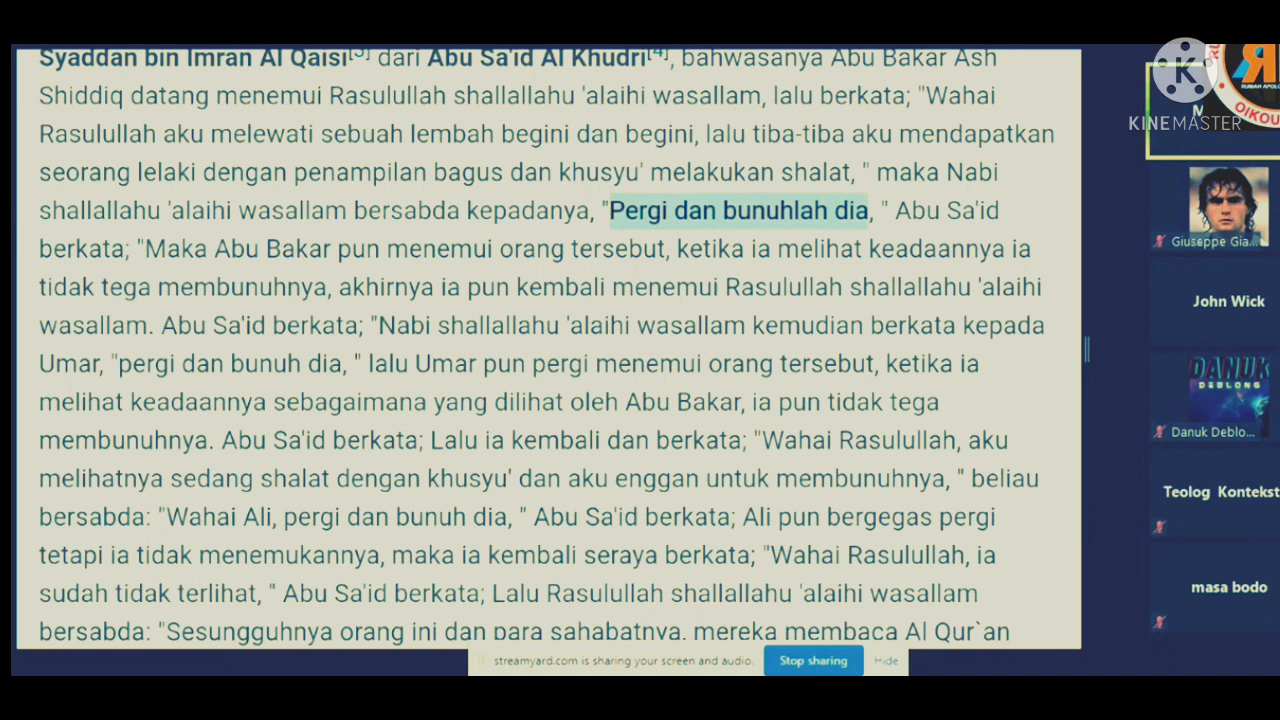 Syaddan bin Imran Al Qaisi[3] dari Abu Sa'id Al Khudri[4], bahwasanya Abu Bakar Ash
Shiddiq datang menemui Rasulullah shallallahu 'alaihi wasallam, lalu berkata; "Wahai
Rasulullah aku melewati sebuah lembah begini dan begini, lalu tiba-tiba aku mendapatkan
seorang lelaki dengan penampilan bagus dan khusyu' melakukan shalat, " maka Nabi
shallallahu 'alaihi wasallam bersabda kepadanya, "Pergi dan bunuhlah dia, " Abu Sa'id
berkata; "Maka Abu Bakar pun menemui orang tersebut, ketika ia melihat keadaannya ia
tidak tega membunuhnya, akhirnya ia pun kembali menemui Rasulullah shallallahu 'alaihi
wasallam. Abu Sa'id berkata; "Nabi shallallahu 'alaihi wasallam kemudian berkata kepada
Umar, "pergi dan bunuh dia, " lalu Umar pun pergi menemui orang tersebut, ketika ia
melihat keadaannya sebagaimana yang dilihat oleh Abu Bakar, ia pun tidak tega
membunuhnya. Abu Sa'id berkata; Lalu ia kembali dan berkata; "Wahai Rasulullah, aku
melihatnya sedang shalat dengan khusyu' dan aku enggan untuk membunuhnya, " beliau
bersabda: "Wahai Ali, pergi dan bunuh dia, " Abu Sa'id berkata; Ali pun bergegas pergi
tetapi ia tidak menemukannya, maka ia kembali seraya berkata; "Wahai Rasulullah, ia
sudah tidak terlihat, " Abu Sa'id berkata; Lalu Rasulullah shallallahu 'alaihi wasallam
bersabda: "Sesungguhnya orang ini dan para sahabatnya, mereka membaca Al Qur`an
streamyard.com is sharing your screen and audio. Stop sharing Hide
K
KINEMASTER
OIKOU
Giuseppe Gia...
John Wick
DANUK
DEBLONG
Danuk Deblo...
Teolog Kontekst
masa bodo